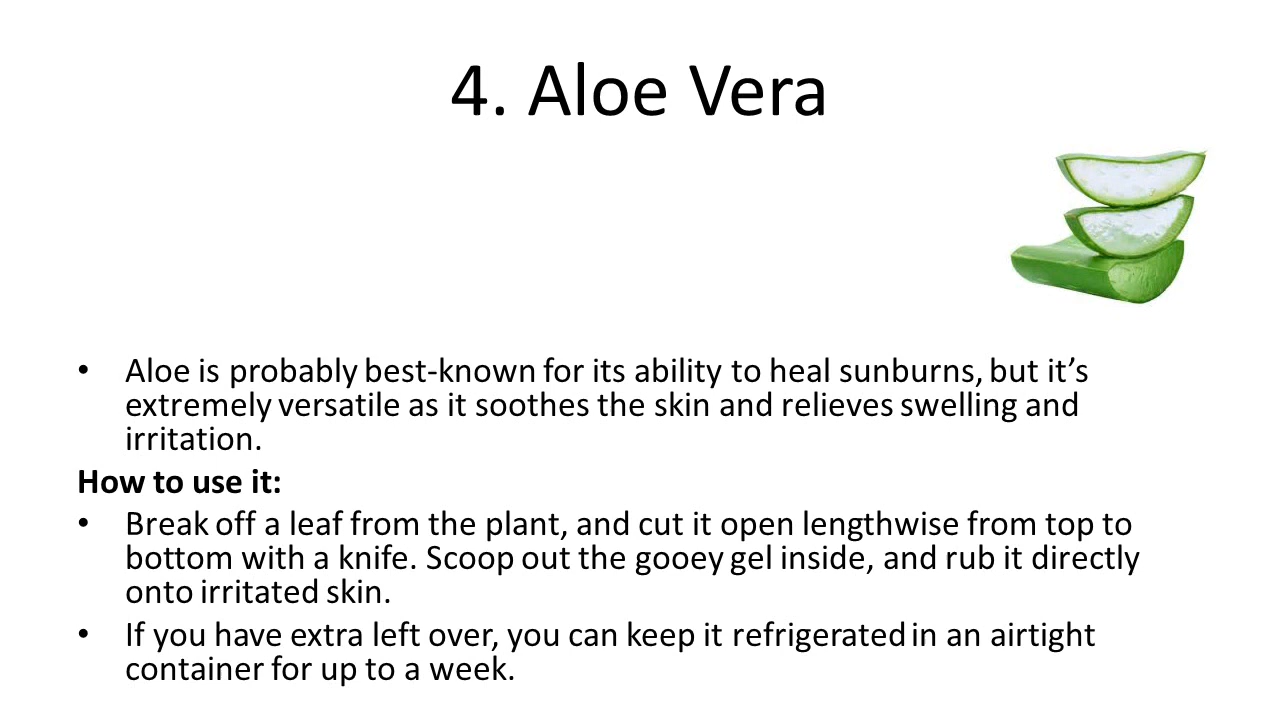 4. Aloe Vera
• Aloe is probably best-known for its ability to heal sunburns, but it’s
extremely versatile as it soothes the skin and relieves swelling and
irritation.
How to use it:
• Break off a leaf from the plant, and cut it open lengthwise from top to
bottom with a knife. Scoop out the gooey gel inside, and rub it directly
onto irritated skin.
• If you have extra left over, you can keep it refrigerated in an airtight
container for up to a week.